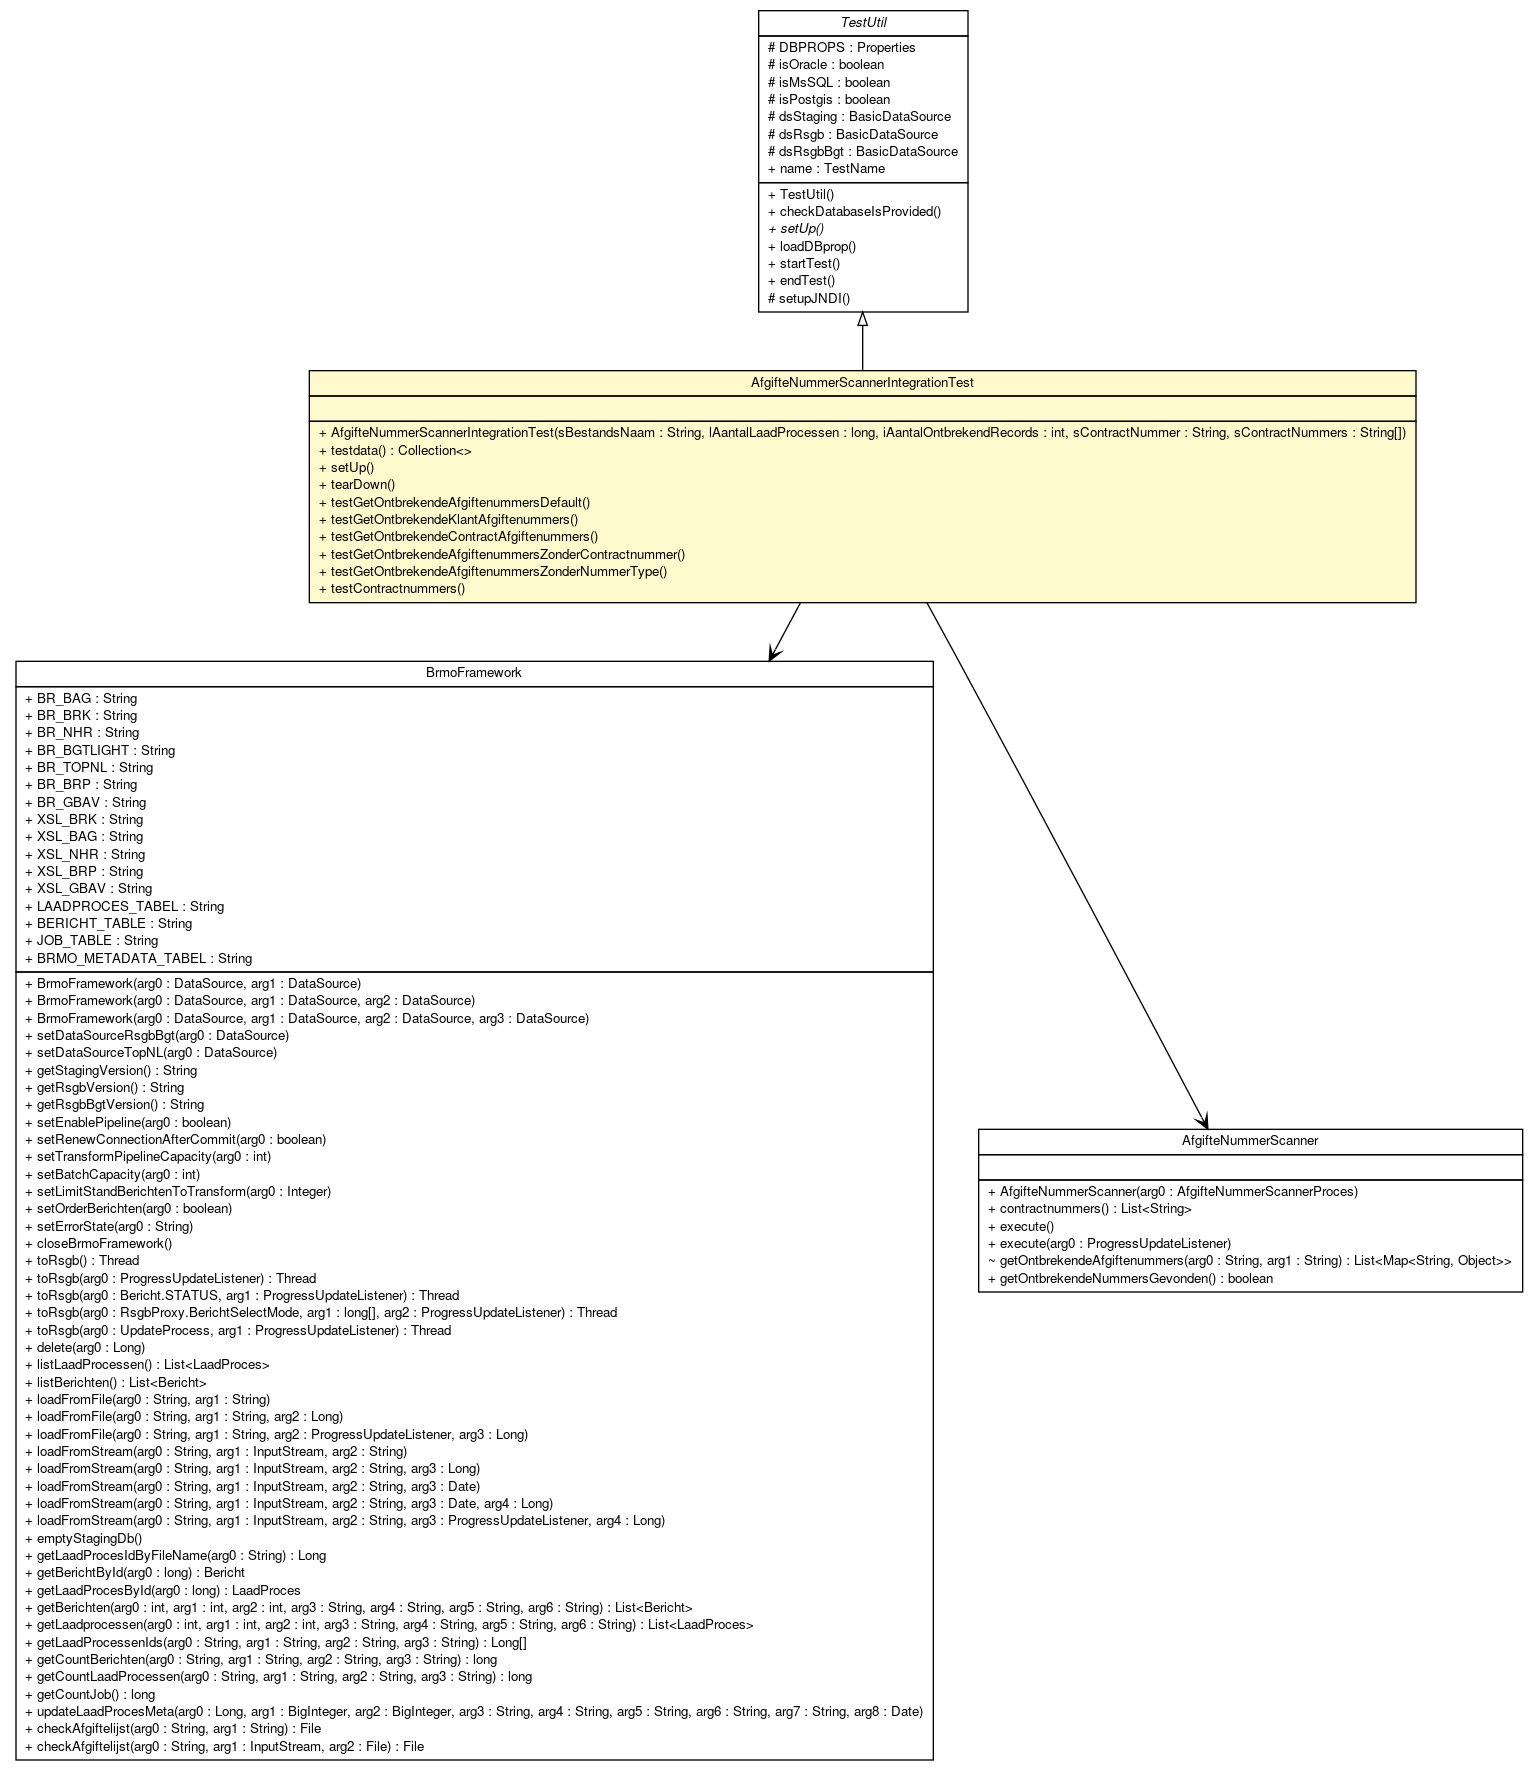 TestUtil
# DBPROPS : Properties
# isOracle : boolean
# isMsSQL : boolean
# isPostgis : boolean
# dsStaging : BasicDataSource
# dsRsgb : BasicDataSource
# dsRsgbBgt : BasicDataSource
+ name : TestName
+ TestUtil()
+ checkDatabaseIsProvided()
+ setUp()
+ loadDBprop()
+ startTest()
+ endTest()
# setupJNDI()
AfgifteNummerScannerIntegrationTest
+ AfgifteNummerScannerIntegrationTest(sBestandsNaam : String, lAantalLaadProcessen : long, iAantalOntbrekendRecords : int, sContractNummer : String, sContractNummers : String[])
+ testdata() : Collection<>
+ setUp()
+ tearDown()
+ testGetOntbrekendeAfgiftenummersDefault()
+ testGetOntbrekendeKlantAfgiftenummers()
+ testGetOntbrekendeContractAfgiftenummers()
+ testGetOntbrekendeAfgiftenummersZonderContractnummer()
+ testGetOntbrekendeAfgiftenummersZonderNummerType()
+ testContractnummers()
BrmoFramework
+ BR_BAG : String
+ BR_BRK : String
+ BR_NHR : String
+ BR_BGTLIGHT : String
+ BR_TOPNL : String
+ BR_BRP : String
+ BR_GBAV : String
+ XSL_BRK : String
+ XSL_BAG : String
+ XSL_NHR : String
+ XSL_BRP : String
+ XSL_GBAV : String
+ LAADPROCES_TABEL : String
+ BERICHT_TABLE : String
+ JOB_TABLE : String
+ BRMO_METADATA_TABEL : String
+ BrmoFramework(arg0 : DataSource, arg1 : DataSource)
+ BrmoFramework(arg0 : DataSource, arg1 : DataSource, arg2 : DataSource)
+ BrmoFramework(arg0 : DataSource, arg1 : DataSource, arg2 : DataSource, arg3 : DataSource)
+ setDataSourceRsgbBgt(arg0 : DataSource)
+ setDataSourceTopNL(arg0 : DataSource)
+ getStagingVersion() : String
+ getRsgbVersion() : String
+ getRsgbBgtVersion() : String
+ setEnablePipeline(arg0 : boolean)
+ setRenewConnectionAfterCommit(arg0 : boolean)
+ setTransformPipelineCapacity(arg0 : int)
+ setBatchCapacity(arg0 : int)
+ setLimitStandBerichtenToTransform(arg0 : Integer)
+ setOrderBerichten(arg0 : boolean)
+ setErrorState(arg0 : String)
+ closeBrmoFramework()
+ toRsgb() : Thread
+ toRsgb(arg0 : ProgressUpdateListener) : Thread
+ toRsgb(arg0 : Bericht.STATUS, arg1 : ProgressUpdateListener) : Thread
+ toRsgb(arg0 : RsgbProxy.BerichtSelectMode, arg1 : long[], arg2 : ProgressUpdateListener) : Thread
+ toRsgb(arg0 : UpdateProcess, arg1 : ProgressUpdateListener) : Thread
+ delete(arg0 : Long)
+ listLaadProcessen() : List<LaadProces>
+ listBerichten() : List<Bericht>
+ loadFromFile(arg0 : String, arg1 : String)
+ loadFromFile(arg0 : String, arg1 : String, arg2 : Long)
+ loadFromFile(arg0 : String, arg1 : String, arg2 : ProgressUpdateListener, arg3 : Long)
+ loadFromStream(arg0 : String, arg1 : InputStream, arg2 : String)
+ loadFromStream(arg0 : String, arg1 : InputStream, arg2 : String, arg3 : Long)
+ loadFromStream(arg0 : String, arg1 : InputStream, arg2 : String, arg3 : Date)
+ loadFromStream(arg0 : String, arg1 : InputStream, arg2 : String, arg3 : Date, arg4 : Long)
+ loadFromStream(arg0 : String, arg1 : InputStream, arg2 : String, arg3 : ProgressUpdateListener, arg4 : Long)
+ emptyStagingDb()
+ getLaadProcesIdByFileName(arg0 : String) : Long
+ getBerichtById(arg0 : long) : Bericht
+ getLaadProcesById(arg0 : long) : LaadProces
+ getBerichten(arg0 : int, arg1 : int, arg2 : int, arg3 : String, arg4 : String, arg5 : String, arg6 : String) : List<Bericht>
+ getLaadprocessen(arg0 : int, arg1 : int, arg2 : int, arg3 : String, arg4 : String, arg5 : String, arg6 : String) : List<LaadProces>
+ getLaadProcessenIds(arg0 : String, arg1 : String, arg2 : String, arg3 : String) : Long[]
+ getCountBerichten(arg0 : String, arg1 : String, arg2 : String, arg3 : String) : long
+ getCountLaadProcessen(arg0 : String, arg1 : String, arg2 : String, arg3 : String) : long
+ getCountJob() : long
+ updateLaadProcesMeta(arg0 : Long, arg1 : BigInteger, arg2 : BigInteger, arg3 : String, arg4 : String, arg5 : String, arg6 : String, arg7 : String, arg8 : Date)
+ checkAfgiftelijst(arg0 : String, arg1 : String) : File
+ checkAfgiftelijst(arg0 : String, arg1 : InputStream, arg2 : File) : File
AfgifteNummerScanner
+ AfgifteNummerScanner(arg0 : AfgifteNummerScannerProces)
+ contractnummers() : List<String>
+ execute()
+ execute(arg0 : ProgressUpdateListener)
~ getOntbrekendeAfgiftenummers(arg0 : String, arg1 : String) : List<Map<String, Object>>
+ getOntbrekendeNummersGevonden() : boolean